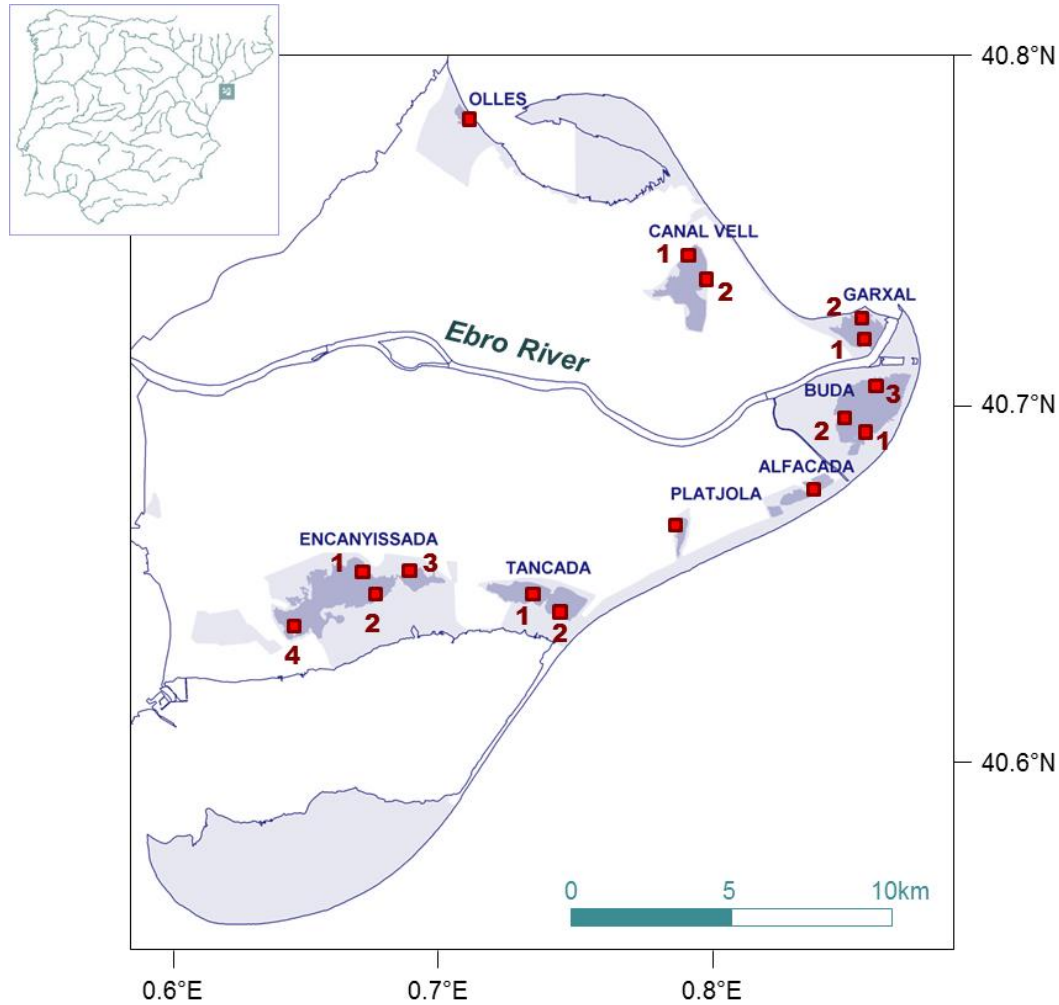 40.8°N
OLLES
CANAL VELL
1
2
GARXAL
2
1
Ebro River
P D
BUDA
3
40.7°N
2
1
ALFACADA
PLATJOLA
ENCANYISSADA
1
3
TANCADA
2
1
2
4
40.6°N
0 5 10km
0.6°E 0.7°E 0.8°E